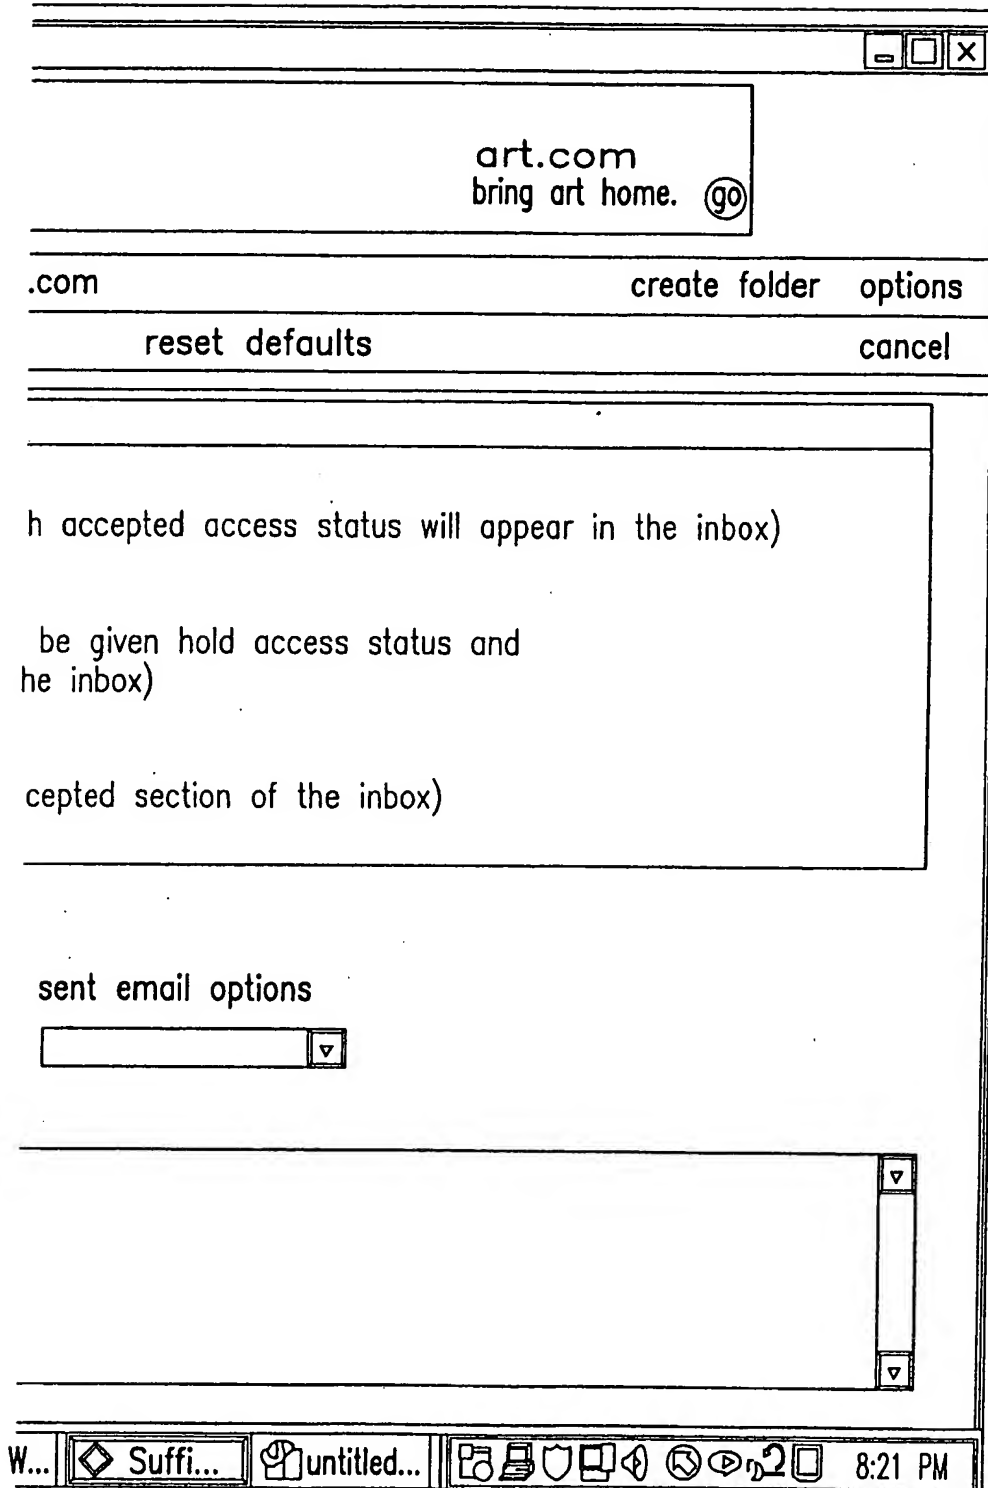 art.com
bring art home. go
.com create folder options
reset defaults cancel
h accepted access status will appear in the inbox)
be given hold access status and
he inbox)
cepted section of the inbox)
sent email options
W... Suffi... untitled... 8:21 PM